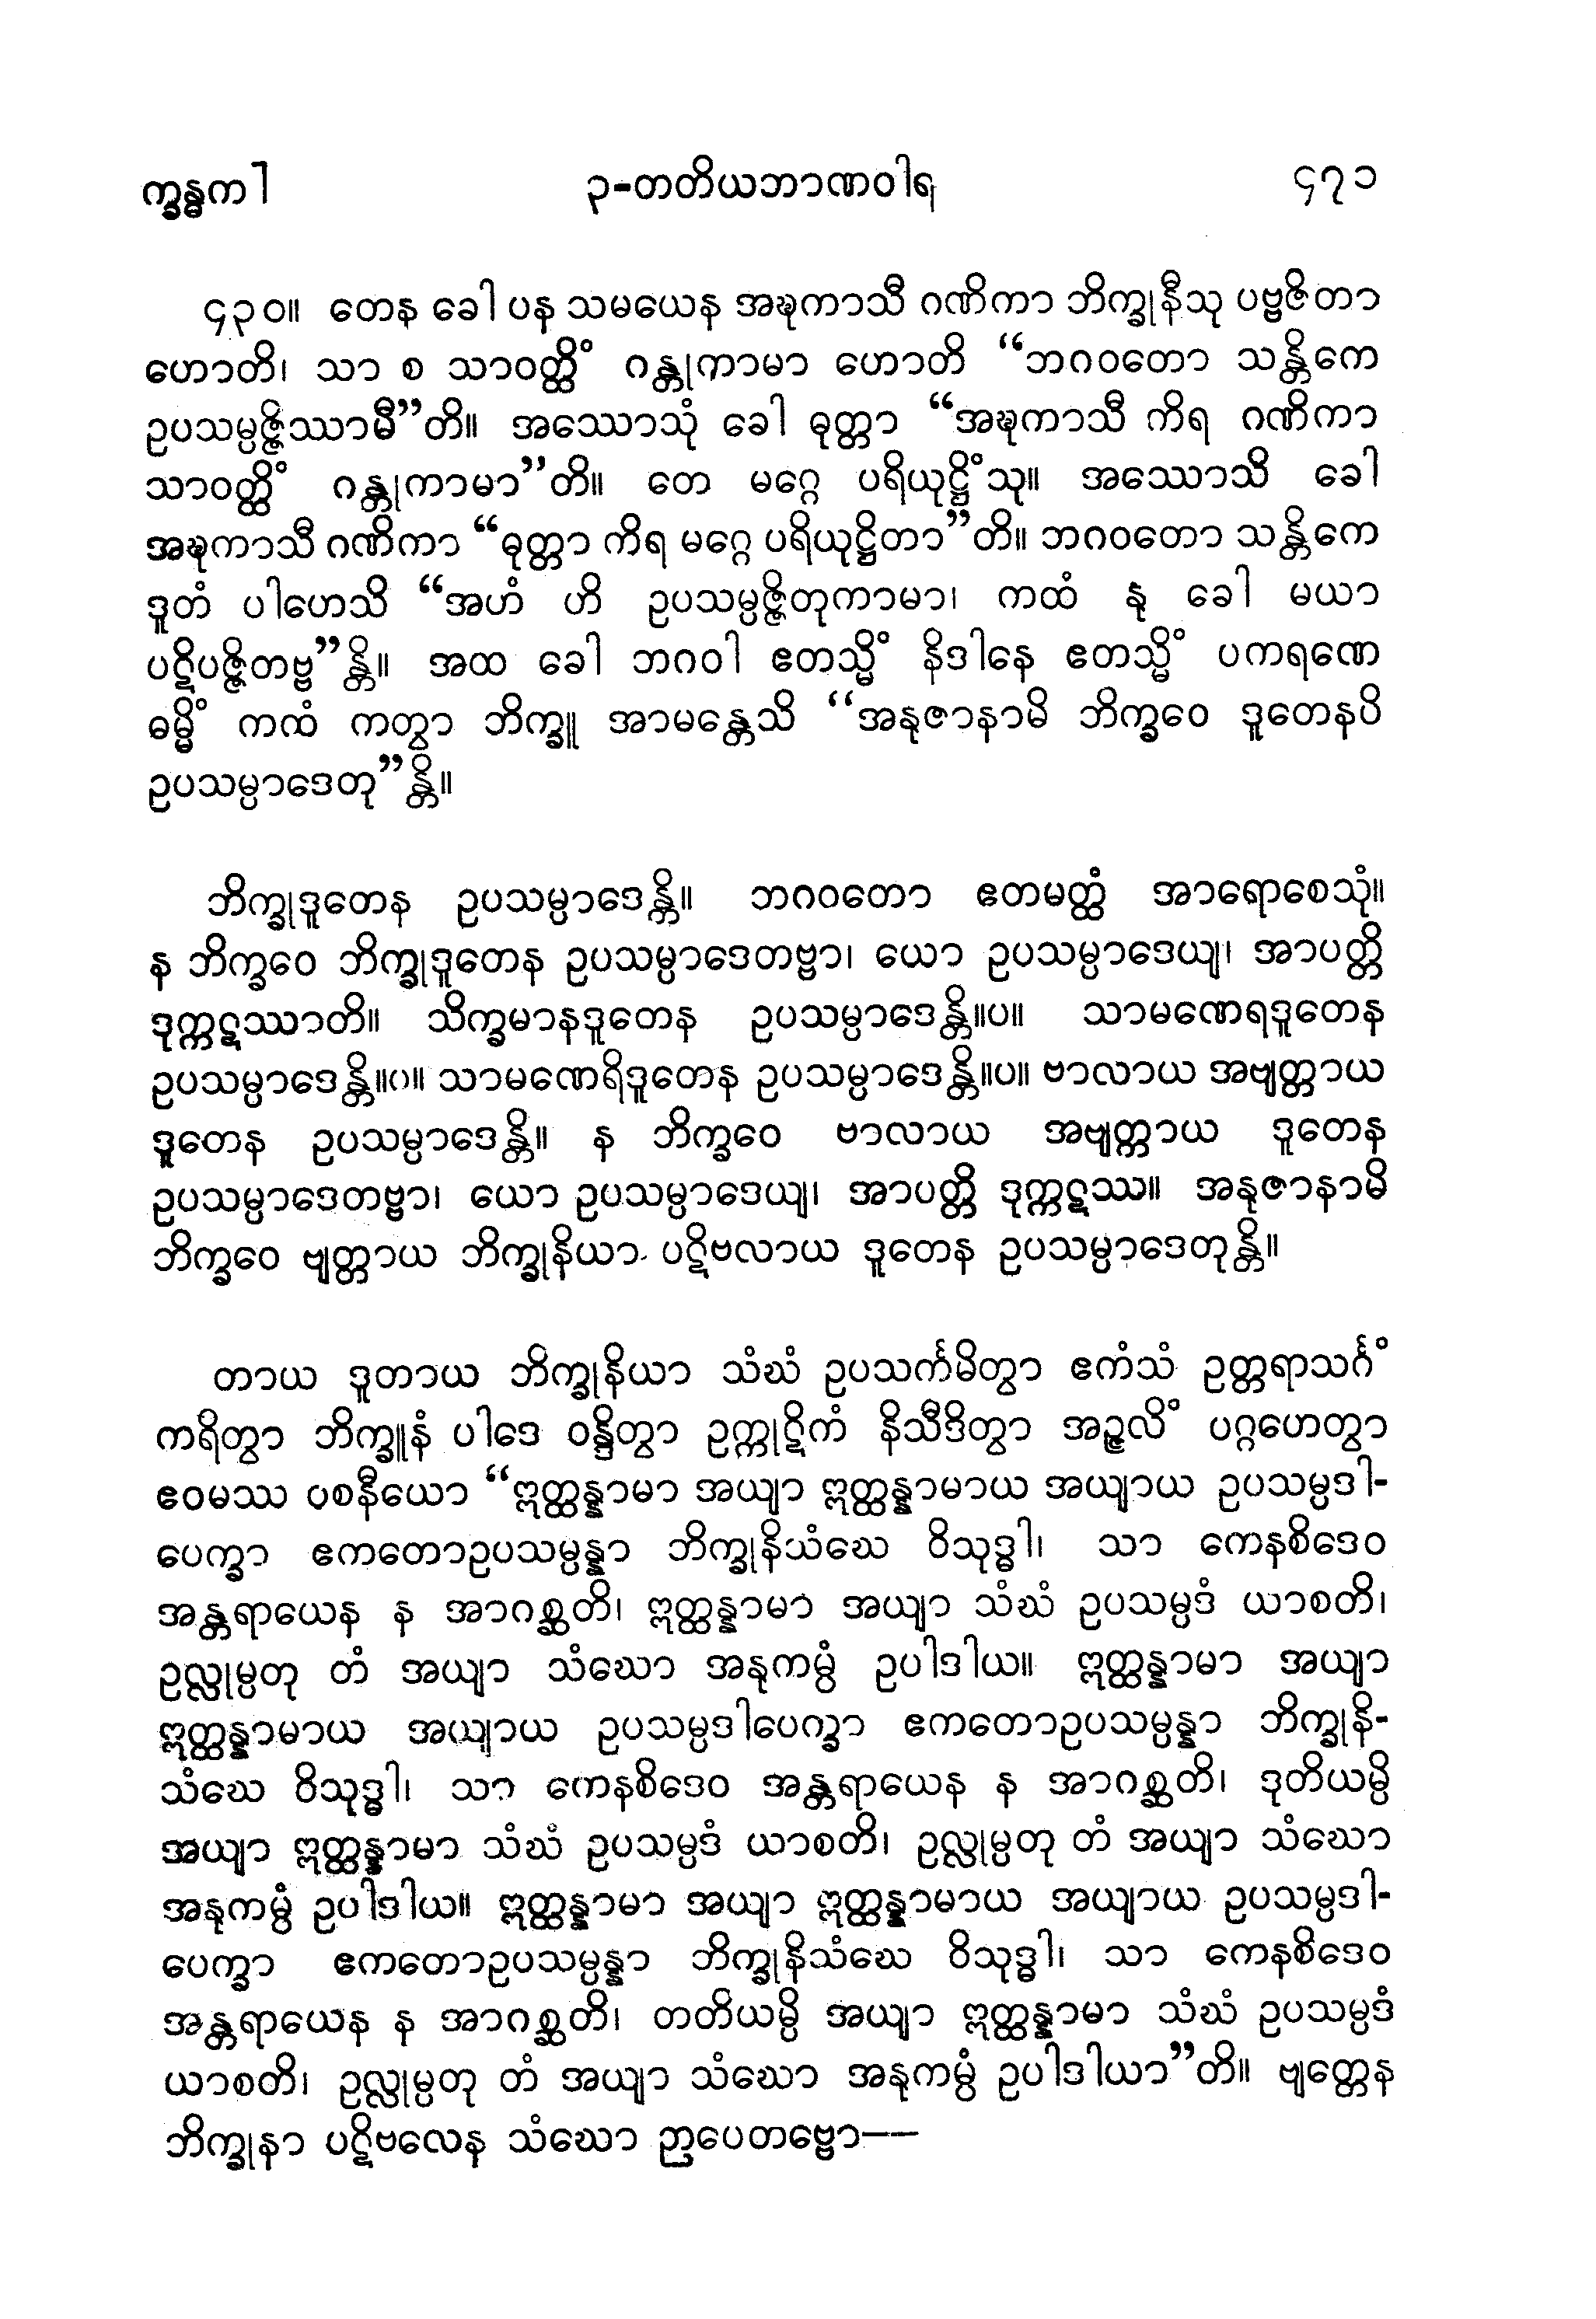 က္ခန္ဓက] ၃-တတိယဘာဏဝါရ ၄၇၁
၄၃၀။ တေန ခေါ ပန သမယေန အဍ္ဎကာသီ ဂဏိကာ ဘိက္ခုနီသု ပဗ္ဗဇိတာ
ဟောတိ၊ သာ စ သာဝတ္ထိံ ဂန္တုကာမာ ဟောတိ “ဘဂဝတော သန္တိကေ
ဥပသမ္ပဇ္ဇိဿာမီ”တိ။ အဿောသုံ ခေါ ဓုတ္တာ “အဍ္ဎကာသီ ကိရ ဂဏိကာ
သာဝတ္ထိံ ဂန္တုကာမာ”တိ။ တေ မဂ္ဂေ ပရိယုဋ္ဌိံသု။ အဿောသိ ခေါ
အဍ္ဎကာသီ ဂဏိကာ “ဓုတ္တာ ကိရ မဂ္ဂေ ပရိယုဋ္ဌိတာ”တိ။ ဘဂဝတော သန္တိကေ
ဒူတံ ပါဟေသိ “အဟံ ဟိ ဥပသမ္ပဇ္ဇိတုကာမာ၊ ကထံ နု ခေါ မယာ
ပဋိပဇ္ဇိတဗ္ဗ”န္တိ။ အထ ခေါ ဘဂဝါ ဧတသ္မိံ နိဒါနေ ဧတသ္မိံ ပကရဏေ
ဓမ္မိံ ကထံ ကတွာ ဘိက္ခူ အာမန္တေသိ “အနုဇာနာမိ ဘိက္ခဝေ ဒူတေနပိ
ဥပသမ္ပာဒေတု”န္တိ။
ဘိက္ခုဒူတေန ဥပသမ္ပာဒေန္တိ။ ဘဂဝတော ဧတမတ္ထံ အာရောစေသုံ။
န ဘိက္ခဝေ ဘိက္ခုဒူတေန ဥပသမ္ပာဒေတဗ္ဗာ၊ ယော ဥပသမ္ပာဒေယျ၊ အာပတ္တိ
ဒုက္ကဋဿာတိ။ သိက္ခမာနဒူတေန ဥပသမ္ပာဒေန္တိ။ပ။ သာမဏေရဒူတေန
ဥပသမ္ပာဒေန္တိ။ပ။ သာမဏေရိဒူတေန ဥပသမ္ပာဒေန္တိ။ပ။ ဗာလာယ အဗျတ္တာယ
ဒူတေန ဥပသမ္ပာဒေန္တိ။ န ဘိက္ခဝေ ဗာလာယ အဗျတ္တာယ ဒူတေန
ဥပသမ္ပာဒေတဗ္ဗာ၊ ယော ဥပသမ္ပာဒေယျ၊ အာပတ္တိ ဒုက္ကဋဿ။ အနုဇာနာမိ
ဘိက္ခဝေ ဗျတ္တာယ ဘိက္ခုနိယာ ပဋိဗလာယ ဒူတေန ဥပသမ္ပာဒေတုန္တိ။
တာယ ဒူတာယ ဘိက္ခုနိယာ သံဃံ ဥပသင်္ကမိတွာ ဧကံသံ ဥတ္တရာသင်္ဂံ
ကရိတွာ ဘိက္ခူနံ ပါဒေ ဝန္ဒိတွာ ဥက္ကုဋိကံ နိသီဒိတွာ အဉ္ဇလိံ ပဂ္ဂဟေတွာ
ဧဝမဿ ဝစနီယော “ဣတ္ထန္နာမာ အယျာ ဣတ္ထန္နာမာယ အယျာယ ဥပသမ္ပဒါ-
ပေက္ခာ ဧကတောဥပသမ္ပန္နာ ဘိက္ခုနိသံဃေ ဝိသုဒ္ဓါ၊ သာ ကေနစိဒေဝ
အန္တရာယေန န အာဂစ္ဆတိ၊ ဣတ္ထန္နာမာ အယျာ သံဃံ ဥပသမ္ပဒံ ယာစတိ၊
ဥလ္လုမ္ပတု တံ အယျာ သံဃော အနုကမ္ပံ ဥပါဒါယ။ ဣတ္ထန္နာမာ အယျာ
ဣတ္ထန္နာမာယ အယျာယ ဥပသမ္ပဒါပေက္ခာ ဧကတောဥပသမ္ပန္နာ ဘိက္ခုနိ-
သံဃေ ဝိသုဒ္ဓါ၊ သာ ကေနစိဒေဝ အန္တရာယေန န အာဂစ္ဆတိ၊ ဒုတိယမ္ပိ
အယျာ ဣတ္ထန္နာမာ သံဃံ ဥပသမ္ပဒံ ယာစတိ၊ ဥလ္လုမ္ပတု တံ အယျာ သံဃော
အနုကမ္ပံ ဥပါဒါယ။ ဣတ္ထန္နာမာ အယျာ ဣတ္ထန္နာမာယ အယျာယ ဥပသမ္ပဒါ-
ပေက္ခာ ဧကတောဥပသမ္ပန္နာ ဘိက္ခုနိသံဃေ ဝိသုဒ္ဓါ၊ သာ ကေနစိဒေဝ
အန္တရာယေန န အာဂစ္ဆတိ၊ တတိယမ္ပိ အယျာ ဣတ္ထန္နာမာ သံဃံ ဥပသမ္ပဒံ
ယာစတိ၊ ဥလ္လုမ္ပတု တံ အယျာ သံဃော အနုကမ္ပံ ဥပါဒါယာ”တိ။ ဗျတ္တေန
ဘိက္ခုနာ ပဋိဗလေန သံဃော ဉာပေတဗ္ဗော——